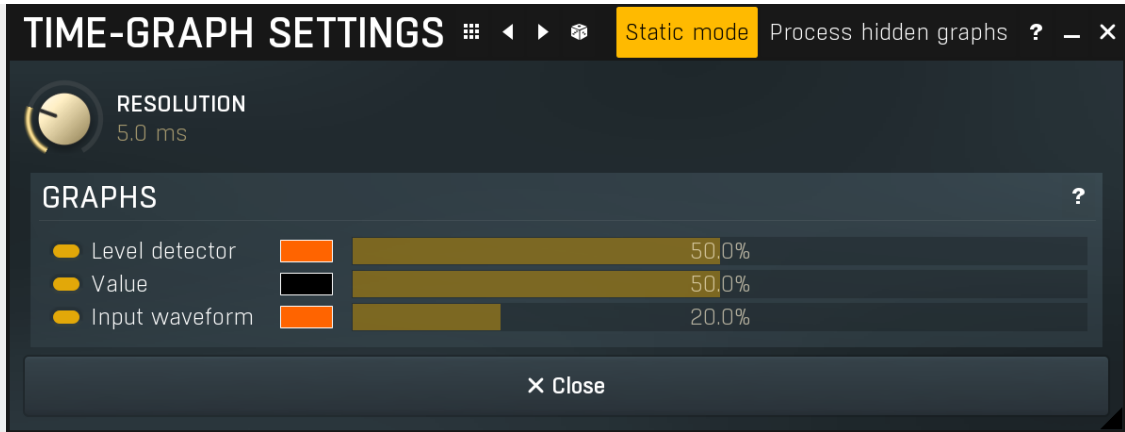 TIME-GRAPH SETTINGS Static mode Process hidden graphs ?
RESOLUTION
5.0 ms
GRAPHS ?
Level detector 50.0%
Value 50.0%
Input waveform 20.0%
Close